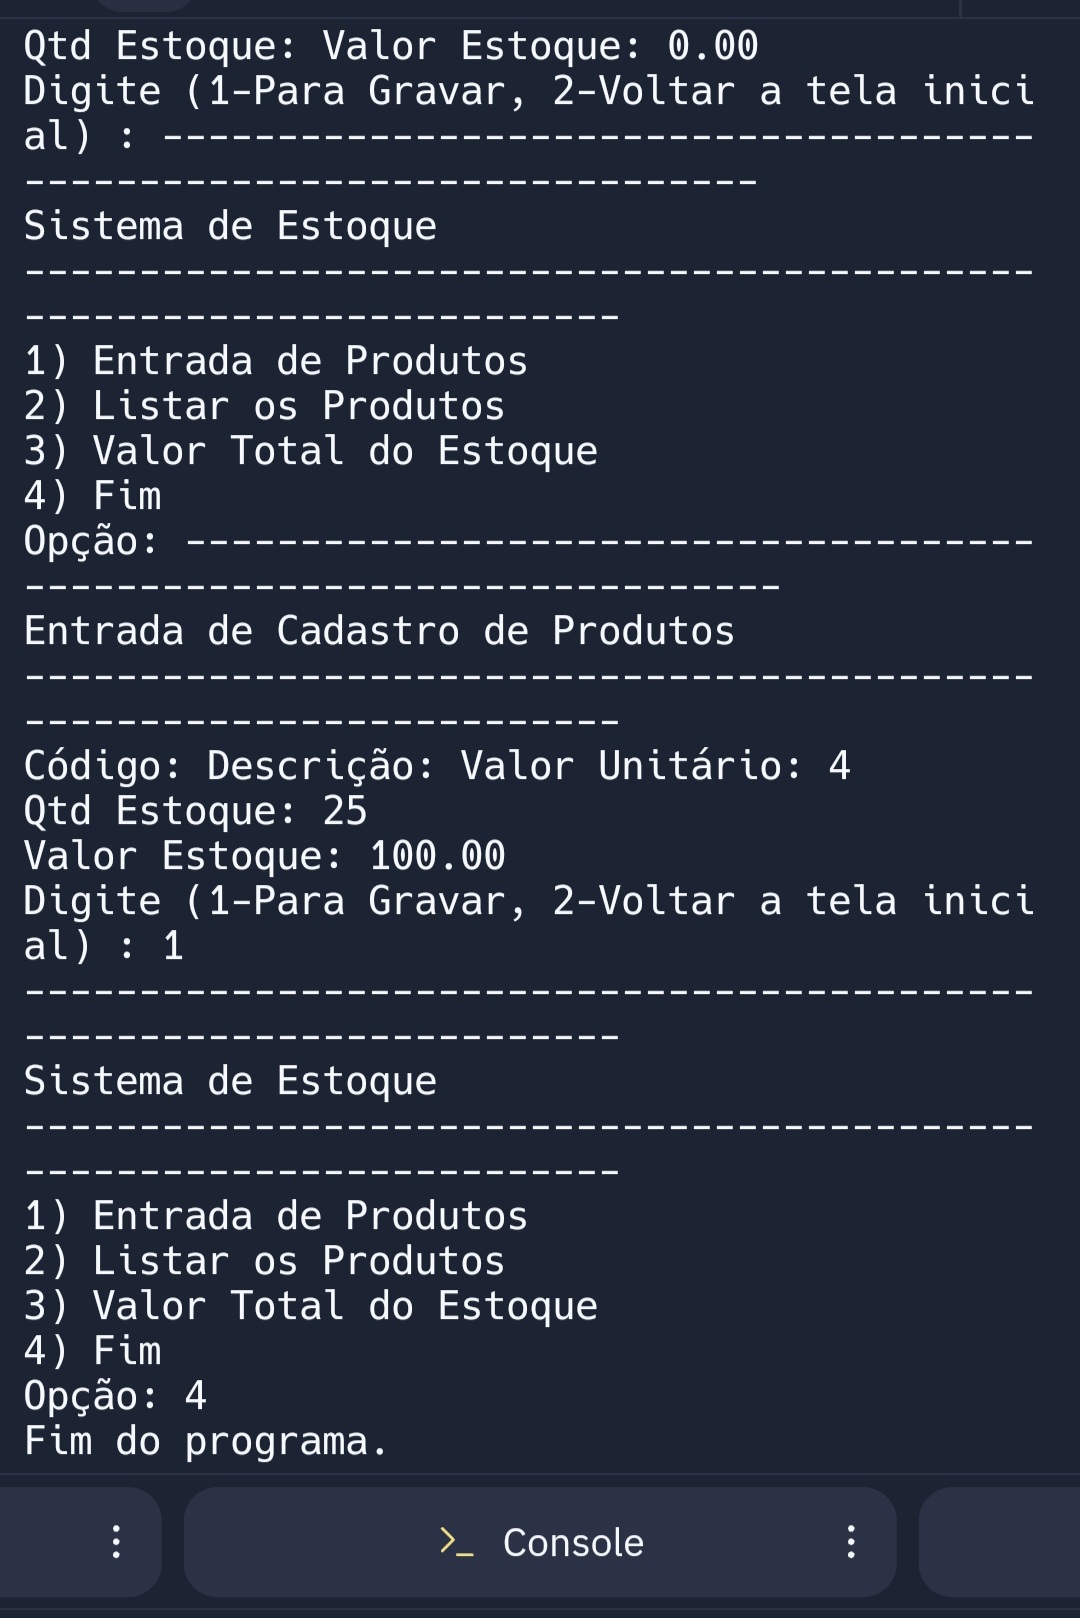 Qtd Estoque: Valor Estoque: 0.00
Digite (1-Para Gravar, 2-Voltar a tela inici
al) : --------------------------------------
--------------------------------
Sistema de Estoque
--------------------------------------------
--------------------------
1) Entrada de Produtos
2) Listar os Produtos
3) Valor Total do Estoque
4) Fim
Opção: -------------------------------------
---------------------------------
Entrada de Cadastro de Produtos
--------------------------------------------
--------------------------
Código: Descrição: Valor Unitário: 4
Qtd Estoque: 25
Valor Estoque: 100.00
Digite (1-Para Gravar, 2-Voltar a tela inici
al) : 1
--------------------------------------------
--------------------------
Sistema de Estoque
--------------------------------------------
--------------------------
1) Entrada de Produtos
2) Listar os Produtos
3) Valor Total do Estoque
4) Fim
Opção: 4
Fim do programa.
>_ Console